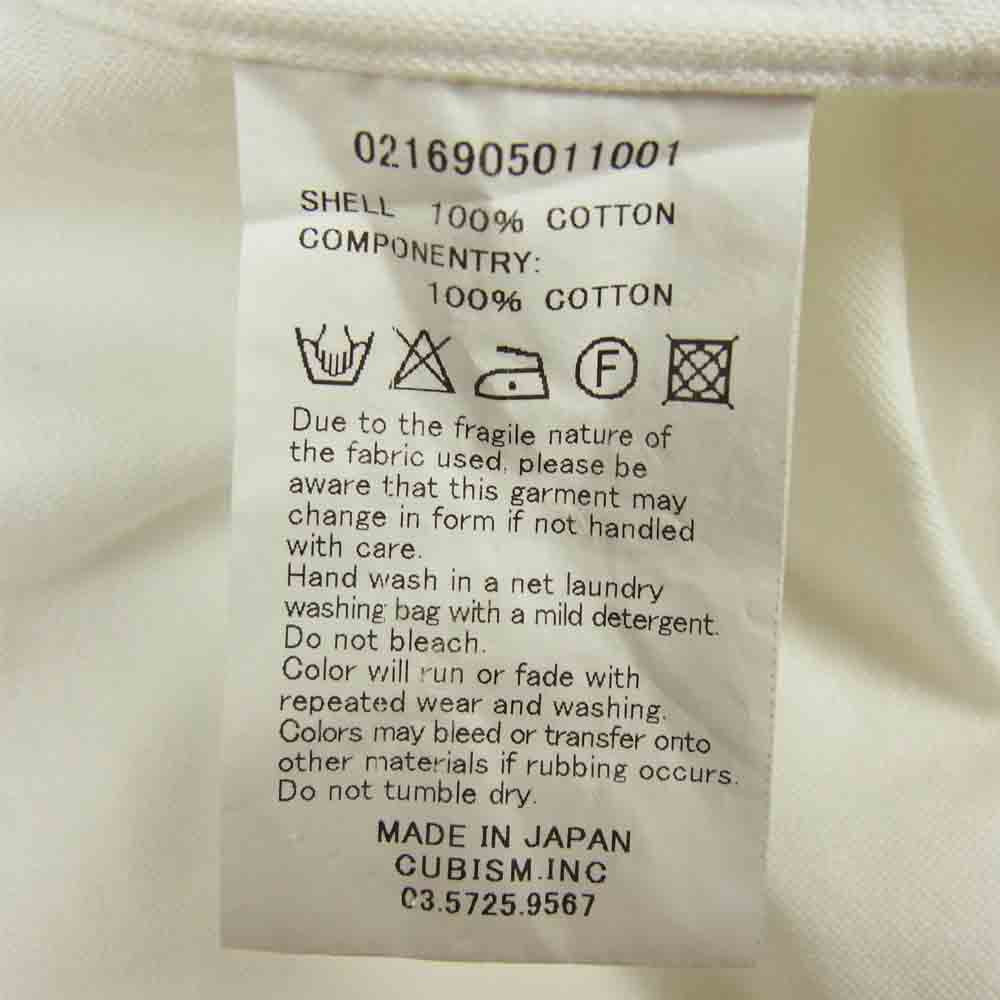 0216905011001
SHELL 100% COTTON
COMPONENTRY:
100% COTTON
F
Due to the fragile nature of
the fabric used, please be
aware that this garment may
change in form if not handled
with care.
Hand wash in a net laundry
washing bag with a mild detergent.
Do not bleach.
Color will run or fade with
repeated wear and washing.
Colors may bleed or transfer onto
other materials if rubbing occurs.
Do not tumble dry.
MADE IN JAPAN
CUBISM.INC
03.5725.9567